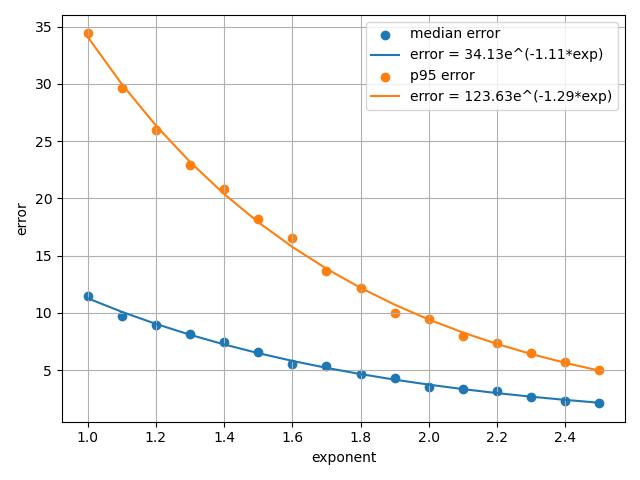 median error
error = 34.13e^(-1.11*exp)
p95 error
error = 123.63e^(-1.29*exp)
error
35
30
25
20
15
10
5
1.0 1.2 1.4 1.6 1.8 2.0 2.2 2.4
exponent